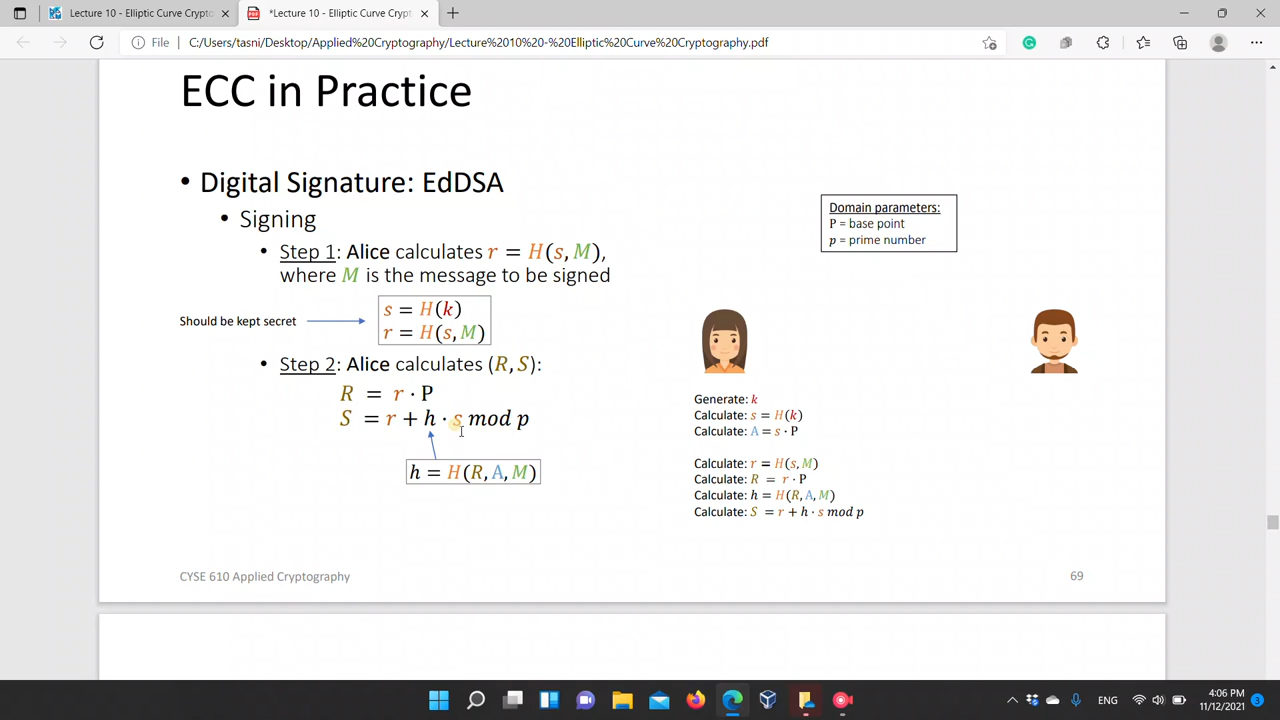 Lecture 10 - Elliptic Curve Crypto
*Lecture 10 - Elliptic Curve Crypt
File
C:/Users/tasni/Desktop/Applied%20Cryptography/Lecture%2010%20-%20Elliptic%20Curve%20Cryptography.pdf
ECC in Practice
• Digital Signature: EdDSA
• Signing
• Step 1: Alice calculates r = H(s, M),
where M is the message to be signed
Should be kept secret
s = H(k)
r = H(s, M)
• Step 2: Alice calculates (R, S):
R = r · P
S = r + h · s mod p
h = H(R, A, M)
Domain parameters:
P = base point
p = prime number
Generate: k
Calculate: s = H(k)
Calculate: A = s · P
Calculate: r = H(s, M)
Calculate: R = r · P
Calculate: h = H(R, A, M)
Calculate: S = r + h · s mod p
CYSE 610 Applied Cryptography
69
ENG
4:06 PM
11/12/2021
3